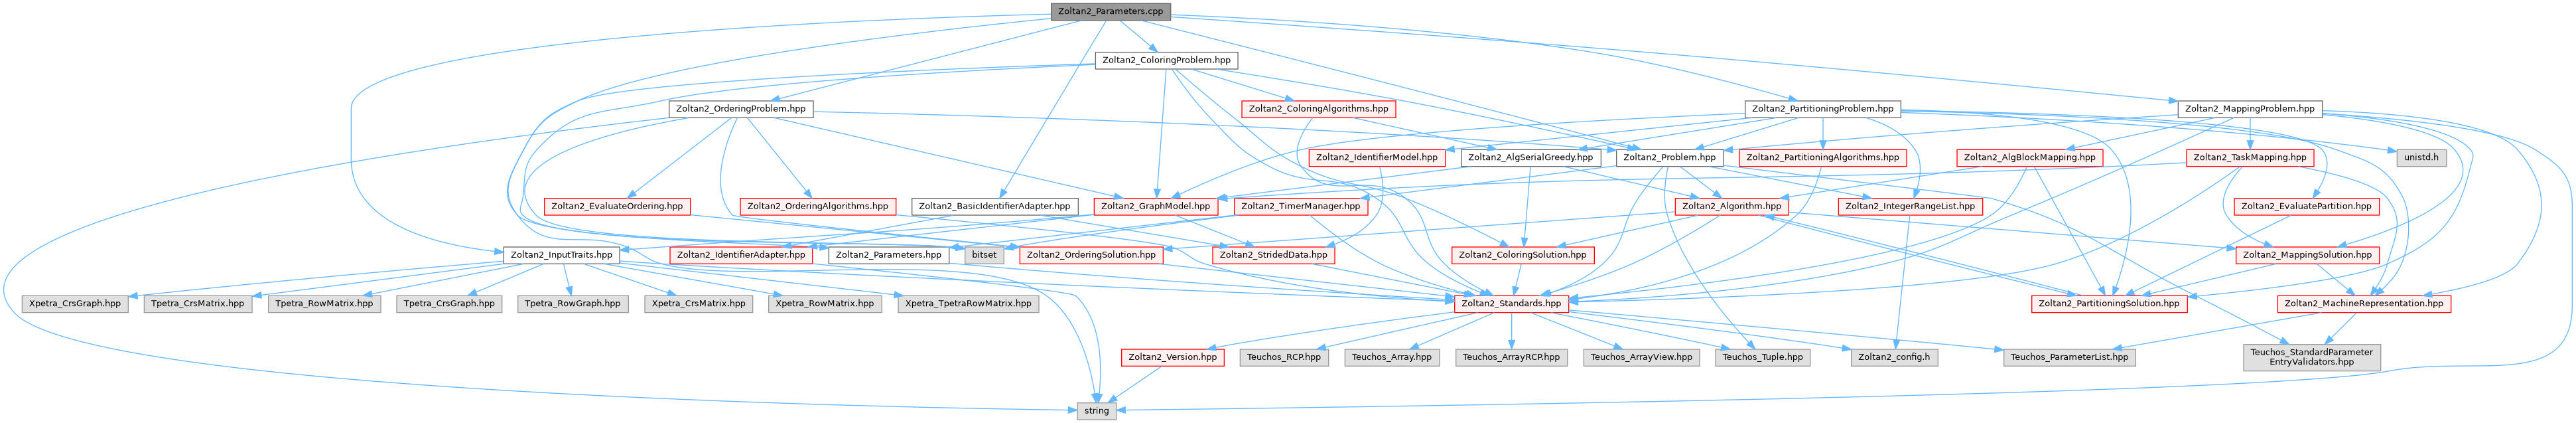 Zoltan2_Parameters.cpp
Zoltan2_ColoringProblem.hpp
Zoltan2_OrderingProblem.hpp
Zoltan2_ColoringAlgorithms.hpp
Zoltan2_PartitioningProblem.hpp
Zoltan2_MappingProblem.hpp
Zoltan2_IdentifierModel.hpp
Zoltan2_AlgSerialGreedy.hpp
Zoltan2_Problem.hpp
Zoltan2_PartitioningAlgorithms.hpp
Zoltan2_AlgBlockMapping.hpp
Zoltan2_TaskMapping.hpp
unistd.h
Zoltan2_EvaluateOrdering.hpp
Zoltan2_OrderingAlgorithms.hpp
Zoltan2_BasicIdentifierAdapter.hpp
Zoltan2_GraphModel.hpp
Zoltan2_TimerManager.hpp
Zoltan2_Algorithm.hpp
Zoltan2_IntegerRangeList.hpp
Zoltan2_EvaluatePartition.hpp
Zoltan2_InputTraits.hpp
Zoltan2_IdentifierAdapter.hpp
Zoltan2_Parameters.hpp
bitset
Zoltan2_OrderingSolution.hpp
Zoltan2_StridedData.hpp
Zoltan2_ColoringSolution.hpp
Zoltan2_MappingSolution.hpp
Xpetra_CrsGraph.hpp
Tpetra_CrsMatrix.hpp
Tpetra_RowMatrix.hpp
Tpetra_CrsGraph.hpp
Tpetra_RowGraph.hpp
Xpetra_CrsMatrix.hpp
Xpetra_RowMatrix.hpp
Xpetra_TpetraRowMatrix.hpp
Zoltan2_Standards.hpp
Zoltan2_PartitioningSolution.hpp
Zoltan2_MachineRepresentation.hpp
Zoltan2_Version.hpp
Teuchos_RCP.hpp
Teuchos_Array.hpp
Teuchos_ArrayRCP.hpp
Teuchos_ArrayView.hpp
Teuchos_Tuple.hpp
Zoltan2_config.h
Teuchos_ParameterList.hpp
Teuchos_StandardParameter
EntryValidators.hpp
string